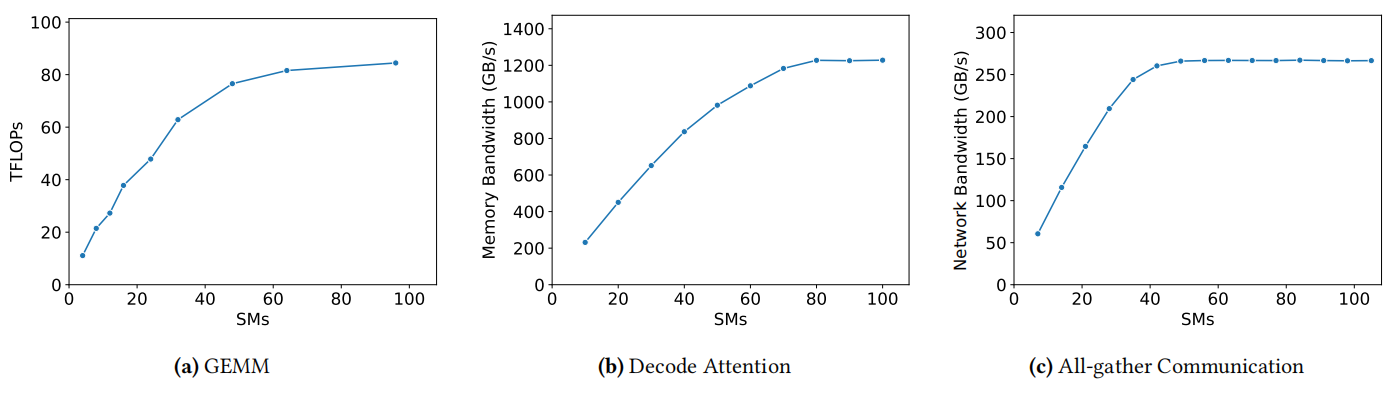 TFLOPs
100
80
60
40
20
0
0 20 40 60 80 100
SMs
(a) GEMM
Memory Bandwidth (GB/s)
1400
1200
1000
800
600
400
200
0
0 20 40 60 80 100
SMs
(b) Decode Attention
Network Bandwidth (GB/s)
300
250
200
150
100
50
0
0 20 40 60 80 100
SMs
(c) All-gather Communication